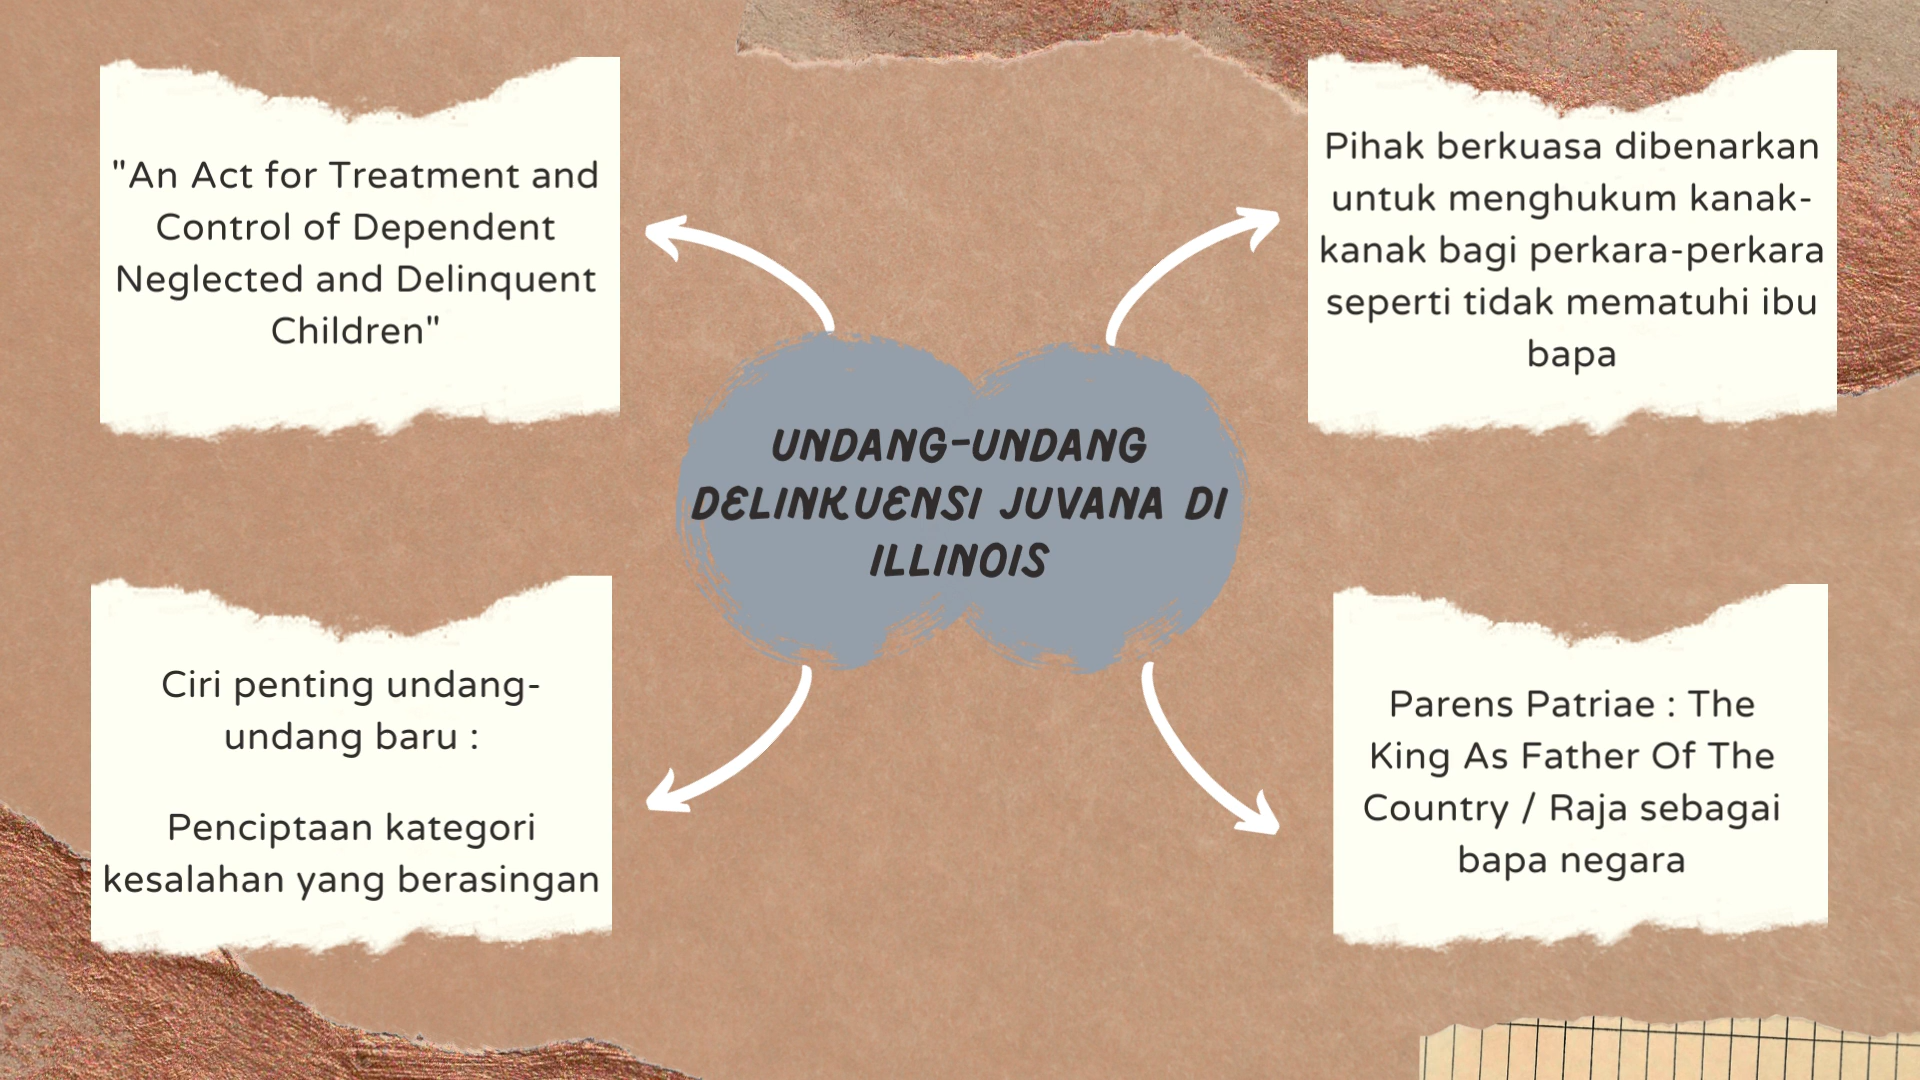 "An Act for Treatment and
Control of Dependent
Neglected and Delinquent
Children"
Pihak berkuasa dibenarkan
untuk menghukum kanak-
kanak bagi perkara-perkara
seperti tidak mematuhi ibu
bapa
UNDANG-UNDANG
DELINKUENSI JUVANA DI
ILLINOIS
Ciri penting undang-
undang baru :
Penciptaan kategori
kesalahan yang berasingan
Parens Patriae : The
King As Father Of The
Country / Raja sebagai
bapa negara